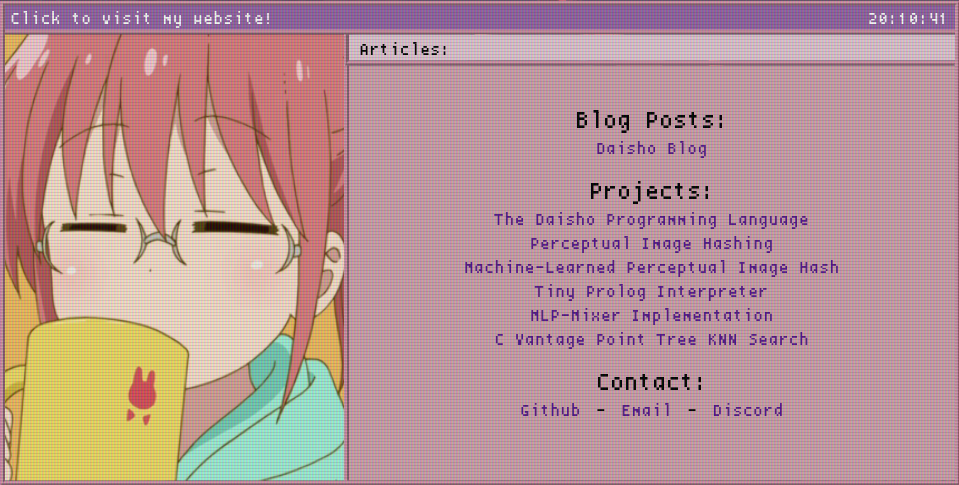 Click to visit my website!
20:10:41
Articles:
Blog Posts:
Daisho Blog
Projects:
The Daisho Programming Language
Perceptual Image Hashing
Machine-Learned Perceptual Image Hash
Tiny Prolog Interpreter
MLP-Mixer Implementation
C Vantage Point Tree KNN Search
Contact:
Github - Email - Discord